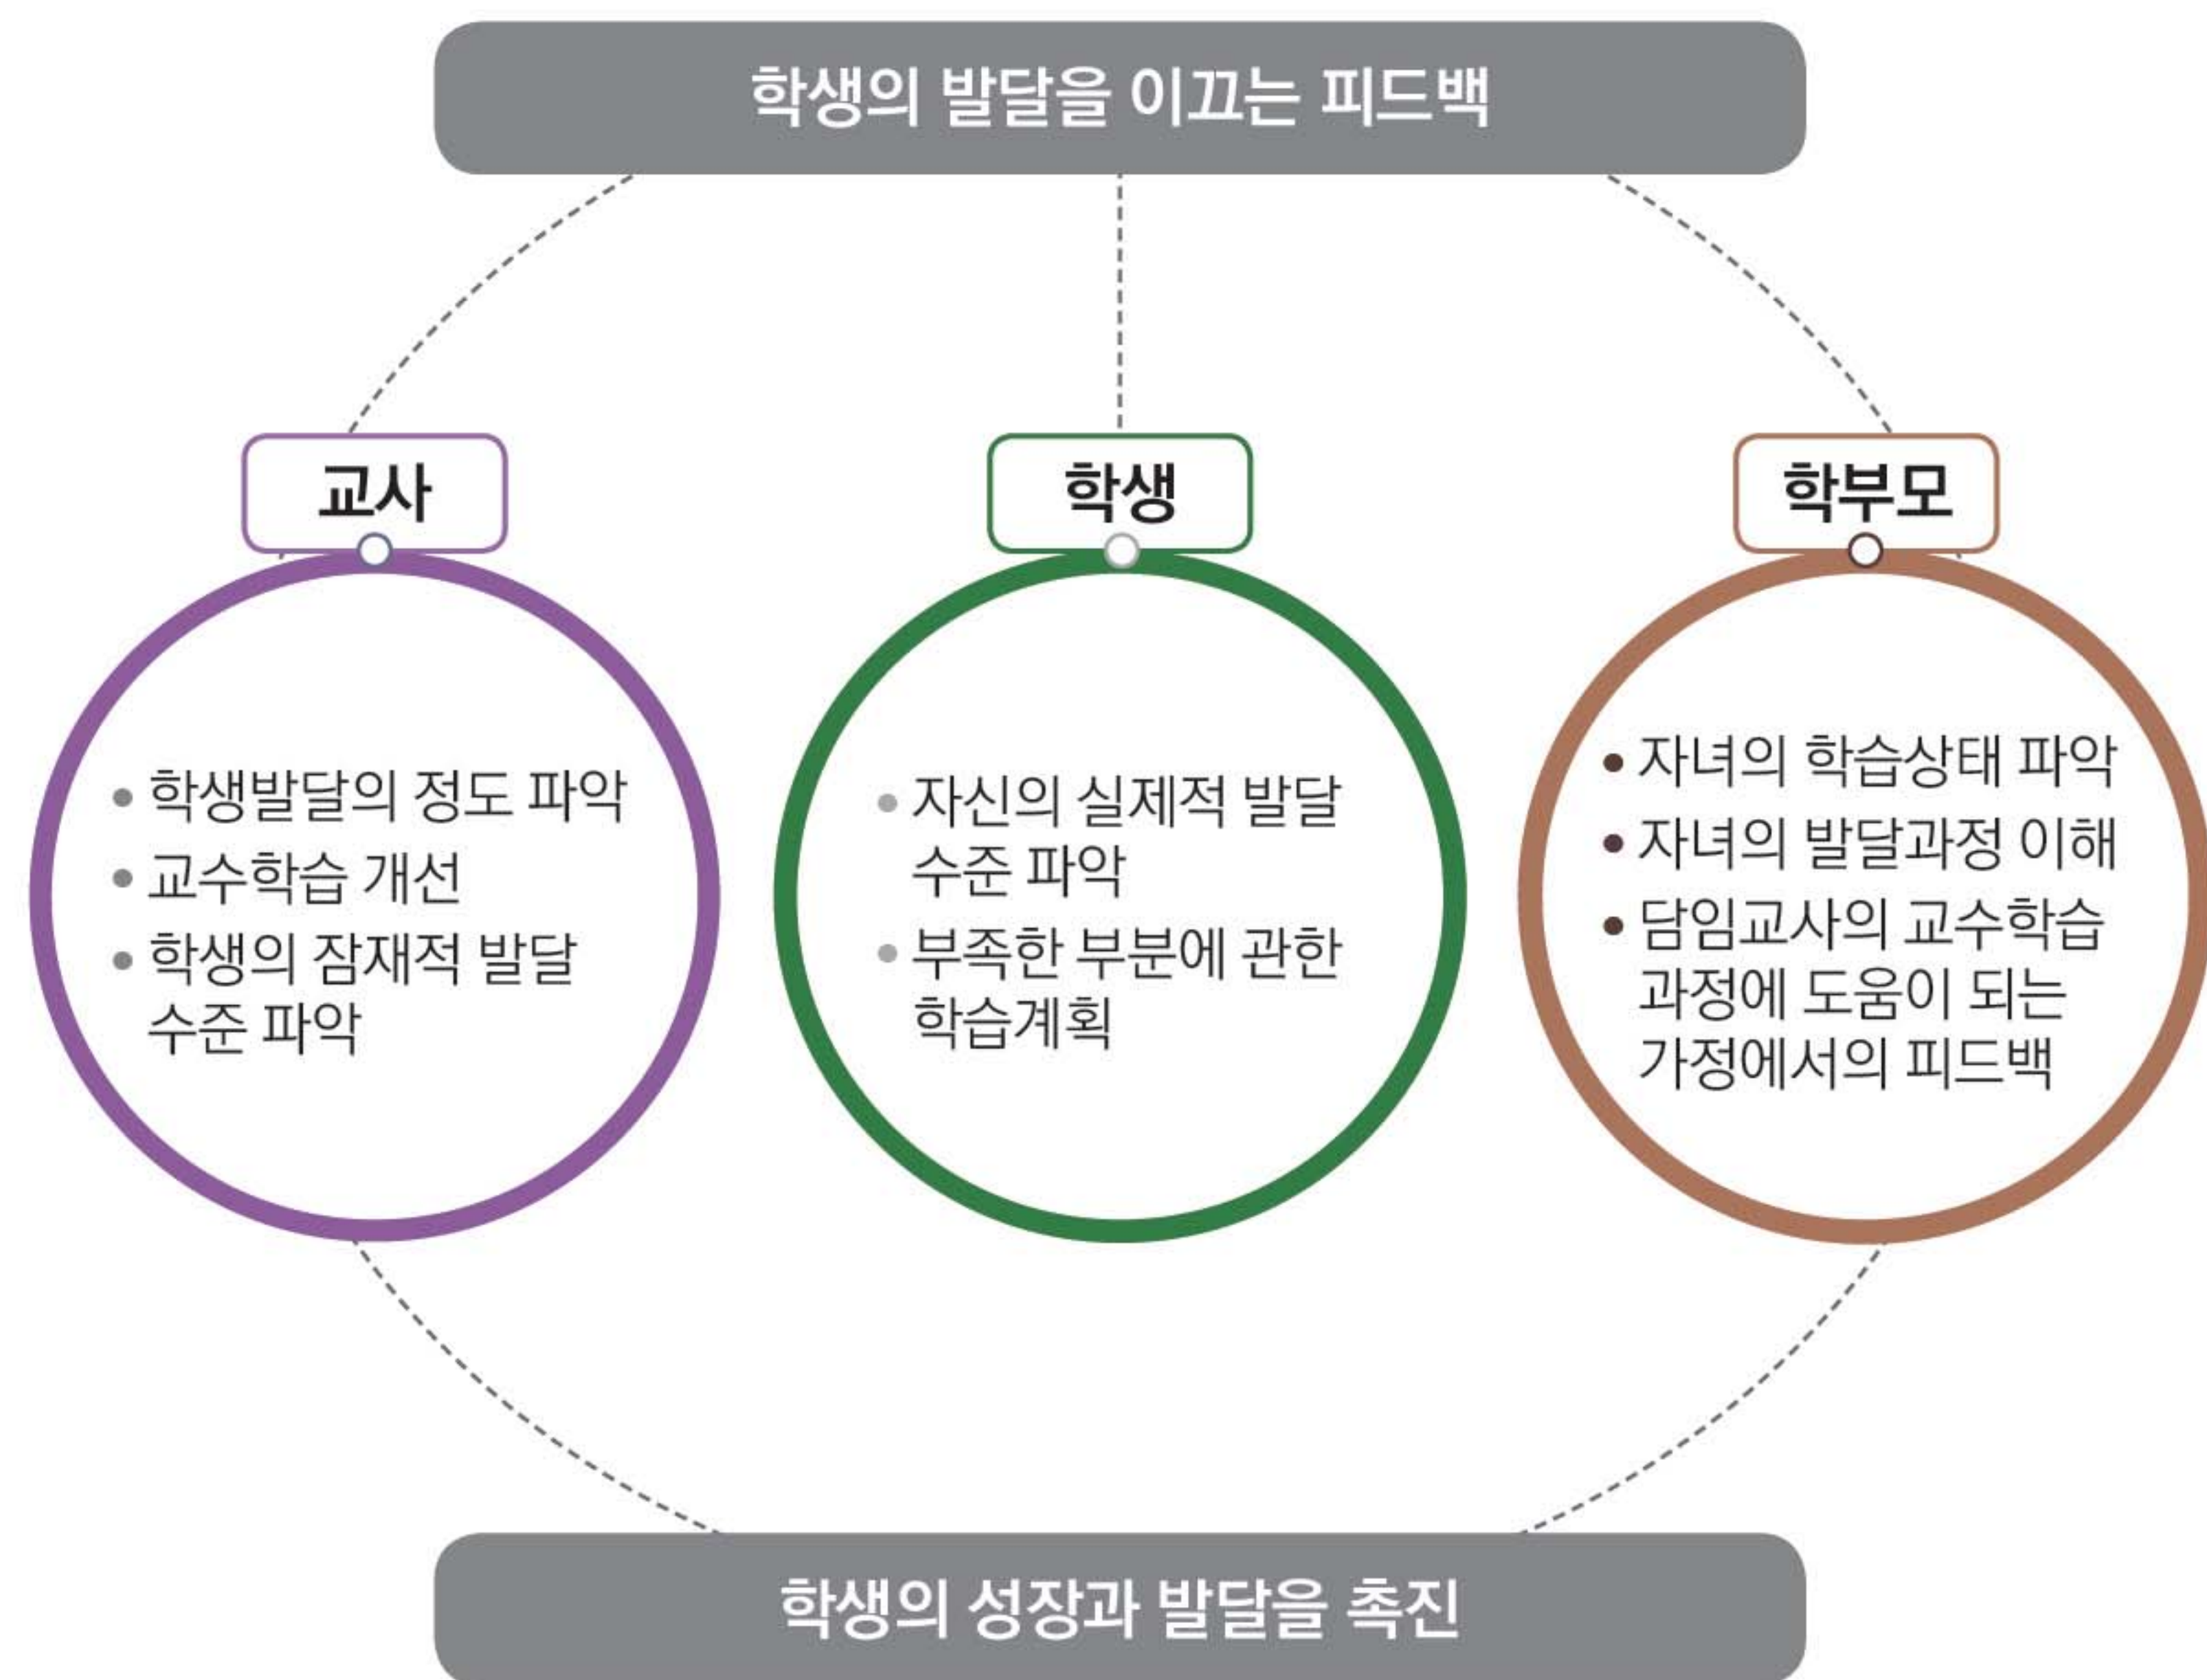 학생의 발달을 이끄는 피드백
교사
학생발달의 정도 파악
교수학습 개선
학생의 잠재적 발달
수준 파악
학생
자신의 실제적 발달
수준 파악
부족한 부분에 관한
학습계획
학부모
자녀의 학습상태 파악
자녀의 발달과정 이해
담임교사의 교수학습
과정에 도움이 되는
가정에서의 피드백
학생의 성장과 발달을 촉진